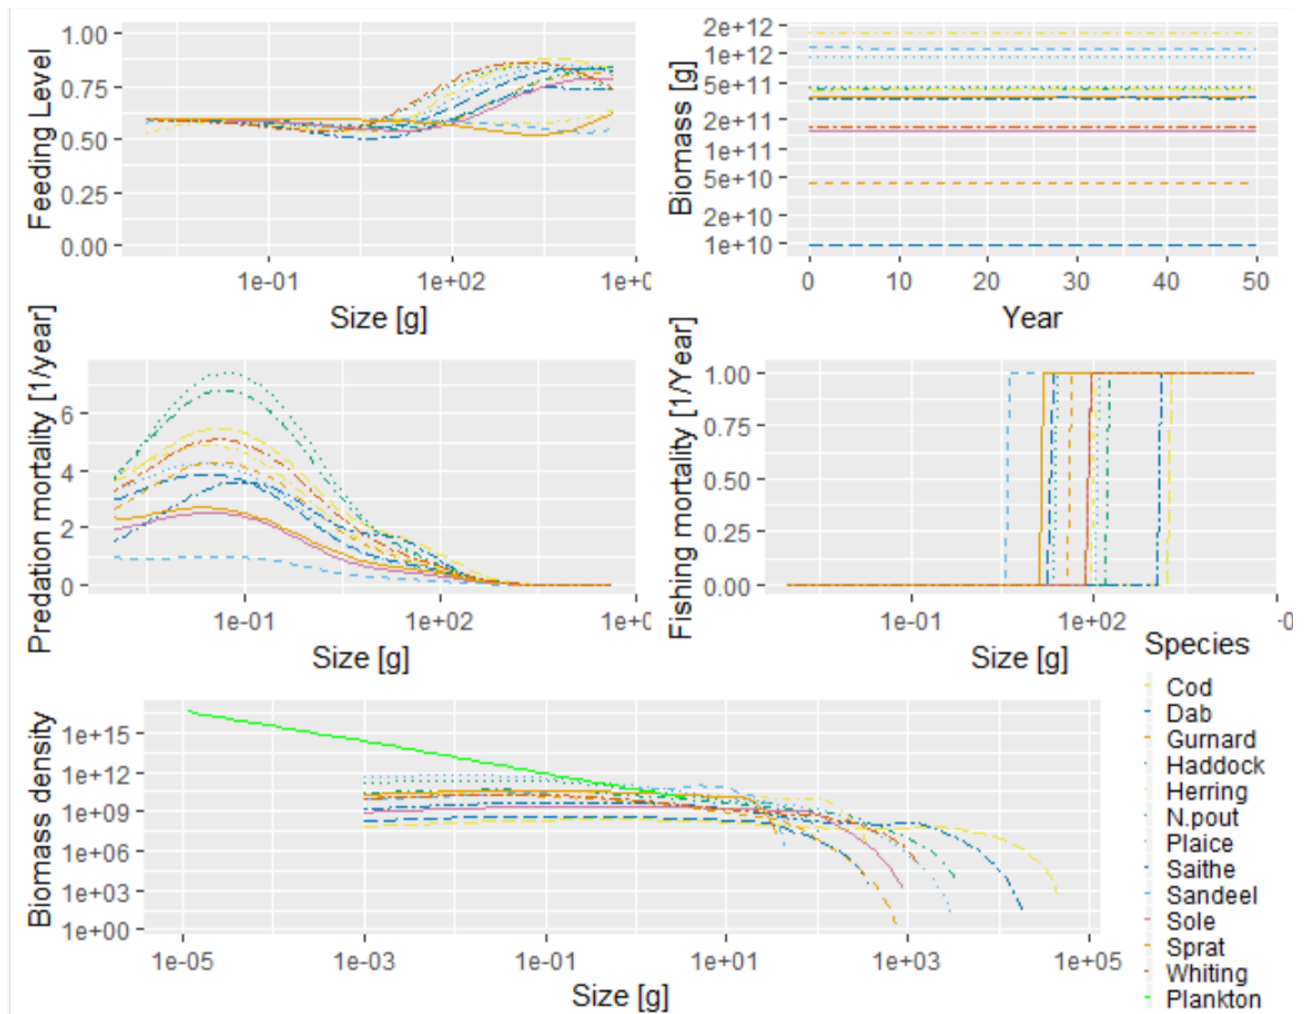 Feeding Level
1.00
0.75
0.50
0.25
0.00
1e-01
1e+02
1e+0
Size [g]
Biomass [g]
2e+12
1e+12
5e+11
2e+11
1e+11
5e+10
2e+10
1e+10
0
10
20
30
40
50
Year
Predation mortality [1/year]
6
4
2
0
1e-01
1e+02
1e+0
Size [g]
Fishing mortality [1/Year]
1.00
0.75
0.50
0.25
0.00
1e-01
1e+02
-0
Size [g]
Biomass density
1e+15
1e+12
1e+09
1e+06
1e+03
1e+00
1e-05
1e-03
1e-01
1e+01
1e+03
1e+05
Size [g]
Species
Cod
Dab
Gurnard
Haddock
Herring
N.pout
Plaice
Saithe
Sandeel
Sole
Sprat
Whiting
Plankton